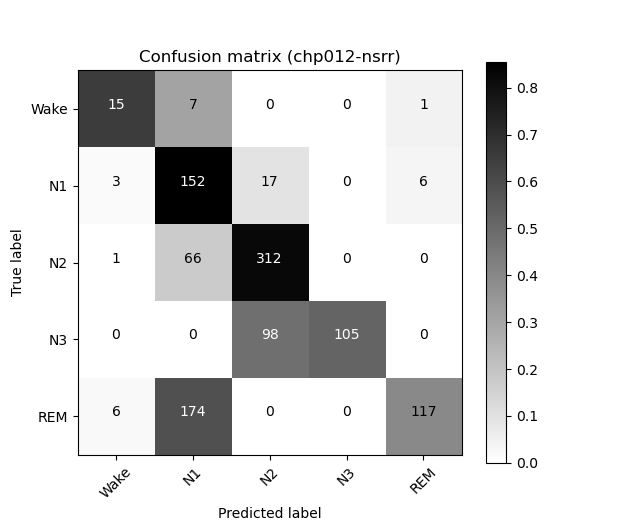 Confusion matrix (chp012-nsrr)
True label
Wake 15 7 0 0 1
N1 3 152 17 0 6
N2 1 66 312 0 0
N3 0 0 98 105 0
REM 6 174 0 0 117
Wake N1 N2 N3 REM
Predicted label
0.8
0.7
0.6
0.5
0.4
0.3
0.2
0.1
0.0